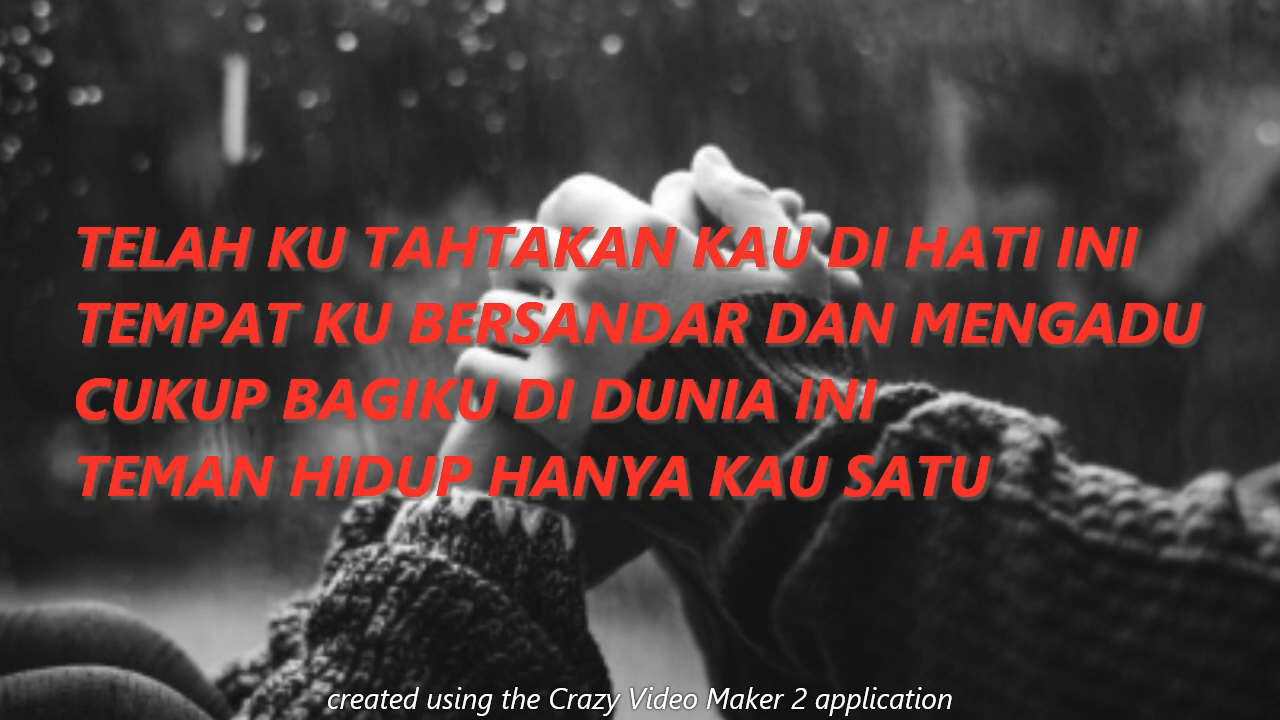 TELAH KU TAHTAKAN KAU DI HATI INI
TEMPAT KU BERSANDAR DAN MENGADU
CUKUP BAGIKU DI DUNIA INI
TEMAN HIDUP HANYA KAU SATU
created using the Crazy Video Maker 2 application